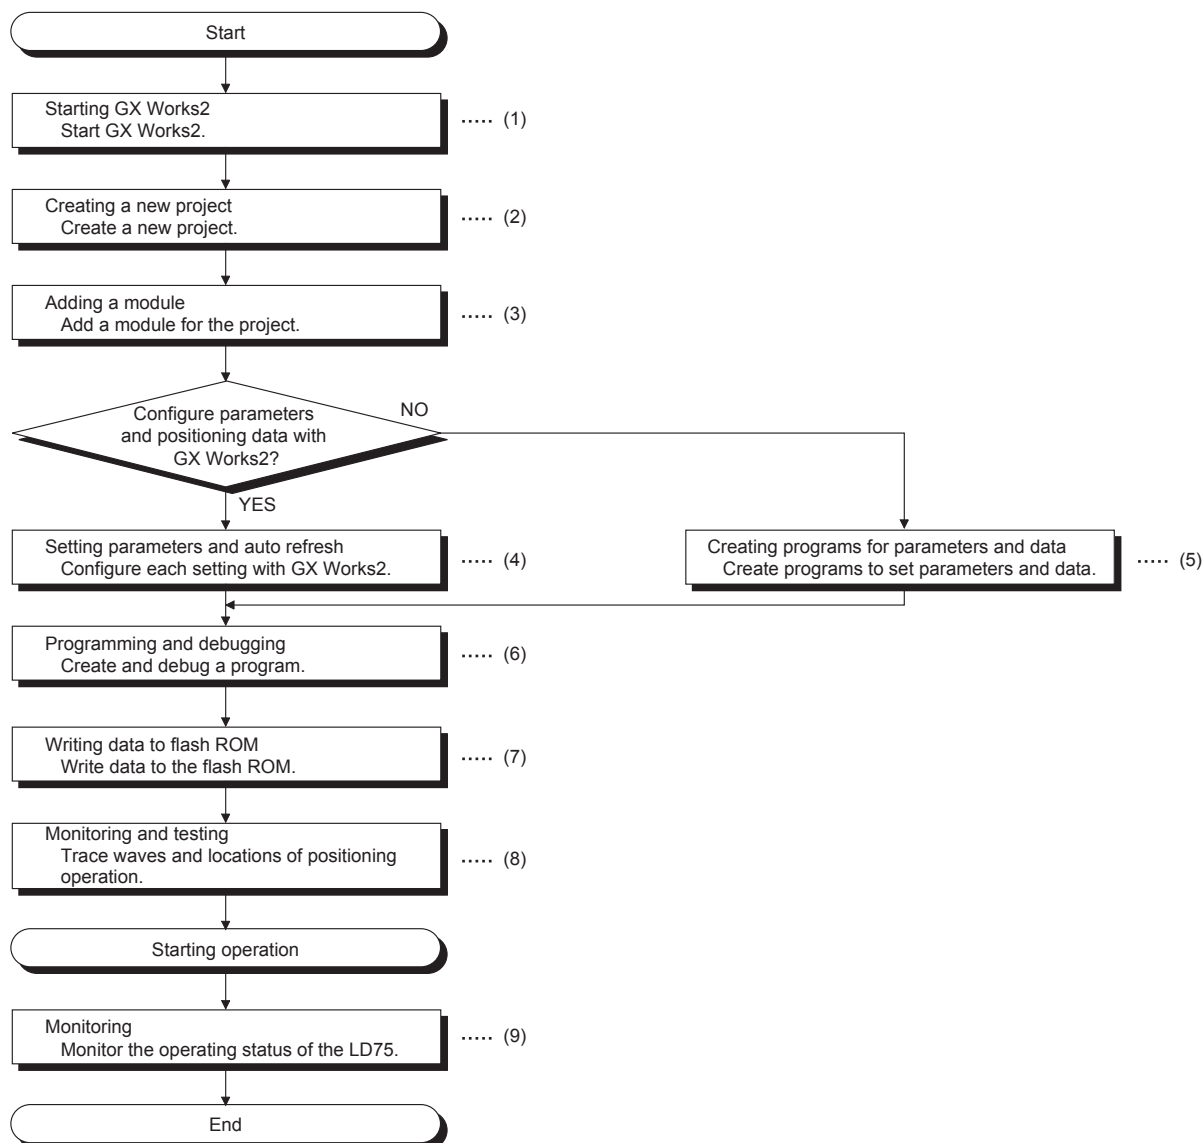 Start
Starting GX Works2
Start GX Works2.
..... (1)
Creating a new project
Create a new project.
..... (2)
Adding a module
Add a module for the project.
..... (3)
Configure parameters
and positioning data with
GX Works2?
NO
YES
Setting parameters and auto refresh
Configure each setting with GX Works2.
..... (4)
Creating programs for parameters and data
Create programs to set parameters and data.
..... (5)
Programming and debugging
Create and debug a program.
..... (6)
Writing data to flash ROM
Write data to the flash ROM.
..... (7)
Monitoring and testing
Trace waves and locations of positioning
operation.
..... (8)
Starting operation
Monitoring
Monitor the operating status of the LD75.
..... (9)
End